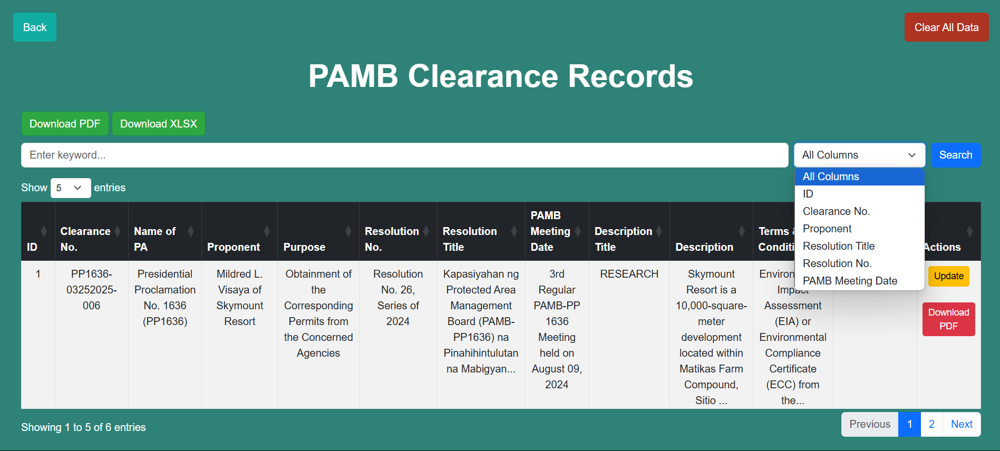 Back
Clear All Data
PAMB Clearance Records
Download PDF
Download XLSX
Enter keyword...
All Columns
Search
All Columns
ID
Clearance No.
Proponent
Resolution Title
Resolution No.
PAMB Meeting Date
Show 5 entries
ID
Clearance
No.
Name of
PA
Proponent
Purpose
Resolution
No.
Resolution
Title
PAMB
Meeting
Date
Description
Title
Description
Terms
Actions
1
PP1636-
03252025-
006
Presidential
Proclamation
No. 1636
(PP1636)
Mildred L.
Visaya of
Skymount
Resort
Obtainment of
the
Corresponding
Permits from
the Concerned
Agencies
Resolution
No. 26,
Series of
2024
Kapasiyahan ng
Protected Area
Management
Board (PAMB-
PP1636) na
Pinahihintulutan
na Mabigyan...
3rd
Regular
PAMB-PP
1636
Meeting
held on
August 09,
2024
RESEARCH
Skymount
Resort is a
10,000-square-
meter
development
located within
Matikas Farm
Compound,
Sitio ...
Impact
Assessment
(EIA) or
Environmental
Compliance
Certificate
(ECC) from
the...
Update
Download
PDF
Showing 1 to 5 of 6 entries
Previous
1
2
Next